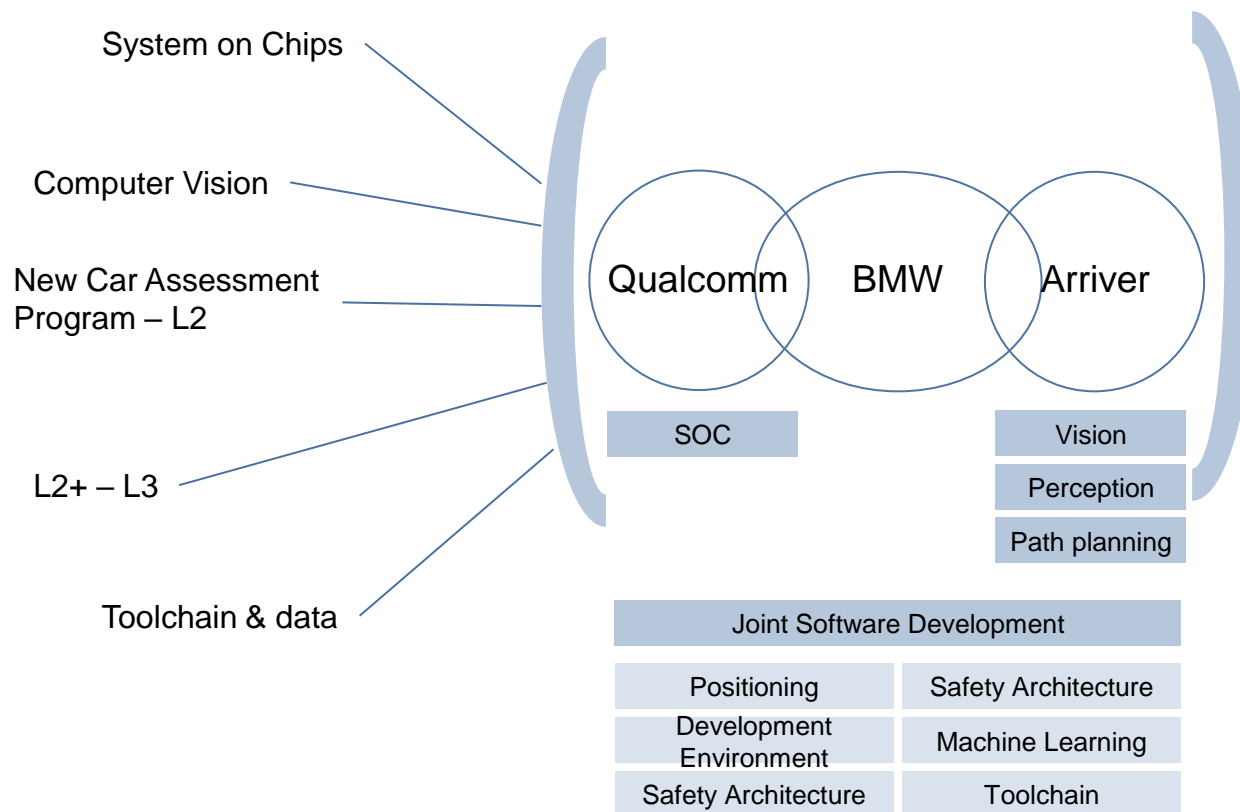 System on Chips
Computer Vision
New Car Assessment
Program – L2
L2+ – L3
Toolchain & data
Qualcomm
BMW
Arriver
SOC
Vision
Perception
Path planning
Joint Software Development
Positioning
Safety Architecture
Development
Environment
Machine Learning
Safety Architecture
Toolchain